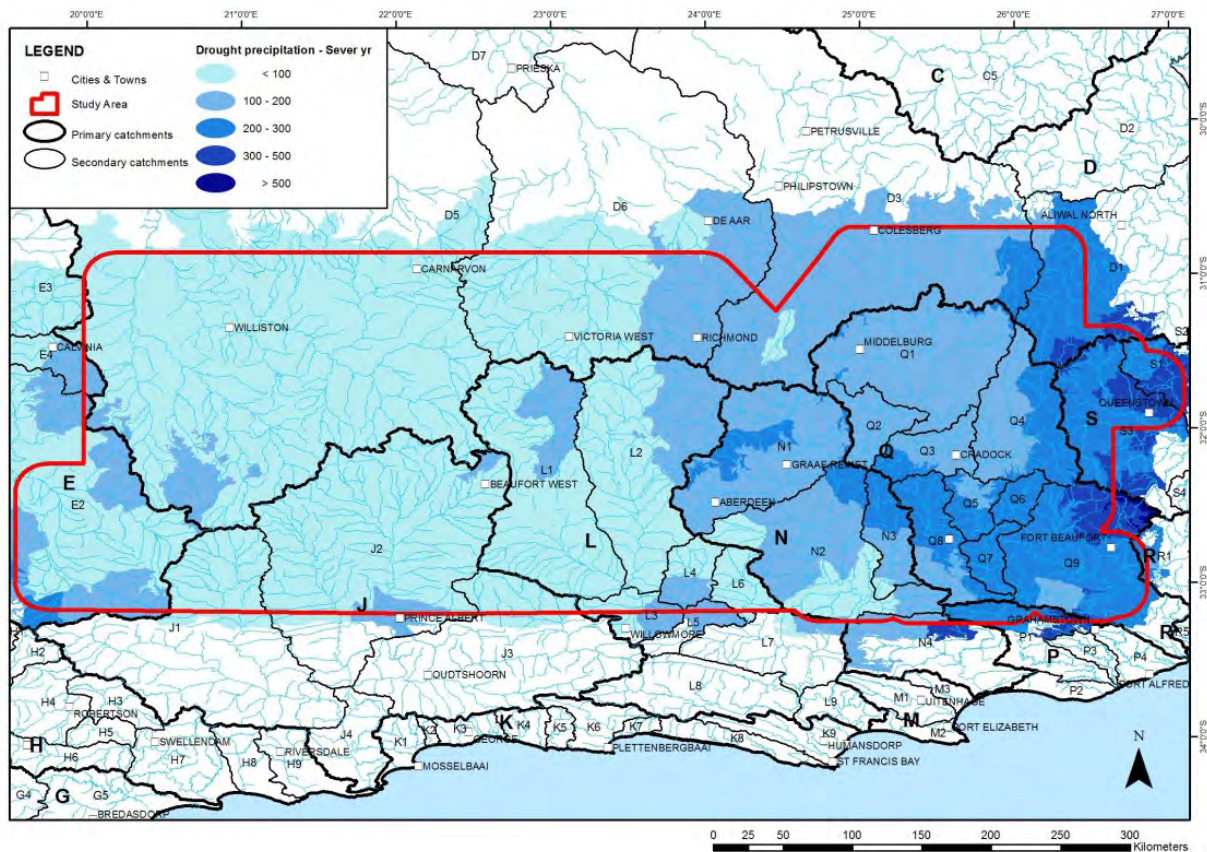 20°0'0"E 21°0'0"E 22°0'0"E 23°0'0"E 24°0'0"E 25°0'0"E 26°0'0"E 27°0'0"E
LEGEND
Cities & Towns
Study Area
Primary catchments
Secondary catchments
Drought precipitation - Sever yr
< 100
100 - 200
200 - 300
300 - 500
> 500
D7
PRIESKA
C
C5
30°0'0"S
PETRUSVILLE
D2
D
PHILIPSTOWN
D3
D5
D6
DE AAR
ALIWAL NORTH
COLESBERG
31°0'0"S
CARNARVON
D1
E3
WILLISTON
VICTORIA WEST
RICHMOND
S2
CALVINIA
E4
MIDDELBURG
Q1
S1
QUEENSTOWN
S
S3
32°0'0"S
Q4
Q2
N1
Q
Q3
CRADOCK
L2
GRAAF REINET
L1
E
BEAUFORT WEST
E2
ABERDEEN
Q5
Q6
S4
L
N
N3
Q8
FORT BEAUFORT
J2
N2
Q7
Q9
R
R1
L4
L6
33°0'0"S
J
PRINCE ALBERT
L3
L5
GRAHAMSTOWN
J1
WILLOWMORE
L7
N4
P1
H2
J3
P
P3
P4
R
R5
OUTDSHOORN
L8
P2
PORT ALFRED
H4
H3
M1
M3
UITENHAGE
ROBERTSON
L9
M
H5
K
K1
K2
K3
K4
K5
K6
K7
K8
K9
M2
PORT ELIZABETH
H
SWELLENDAM
J4
GEORGE
H6
H7
H8
H9
RIVERSDALE
PLETTENBERGBAAI
HUMANSDORP
34°0'0"S
MOSSELBAAI
ST FRANCIS BAY
N
G4
G
G5
BREDASDORP
0 25 50 100 150 200 250 300
Kilometers